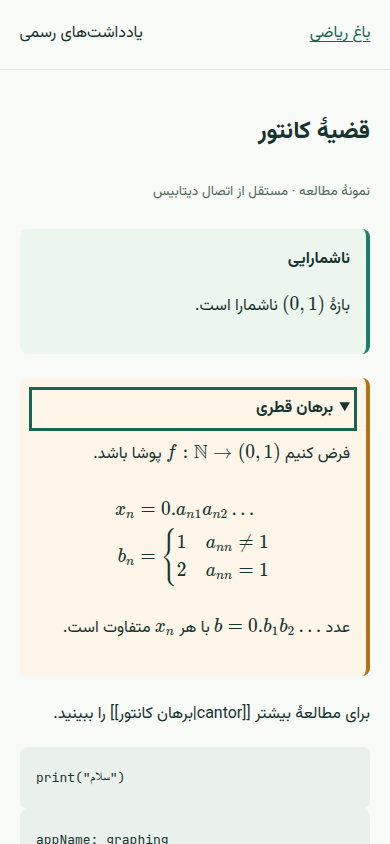 باغ ریاضی
یادداشت‌های رسمی
قضیهٔ کانتور
نمونهٔ مطالعه · مستقل از اتصال دیتابیس
ناشمارایی
بازهٔ (0, 1) ناشمارا است.
▼ برهان قطری
فرض کنیم f : ℕ → (0, 1) پوشا باشد.
xₙ = 0.aₙ₁aₙ₂ …
bₙ = { 1 aₙₙ ≠ 1
2 aₙₙ = 1
عدد b = 0.b₁b₂ … با هر xₙ متفاوت است.
برای مطالعهٔ بیشتر [[cantor|برهان کانتور]] را ببینید.
print("سلام")
appName: graphing